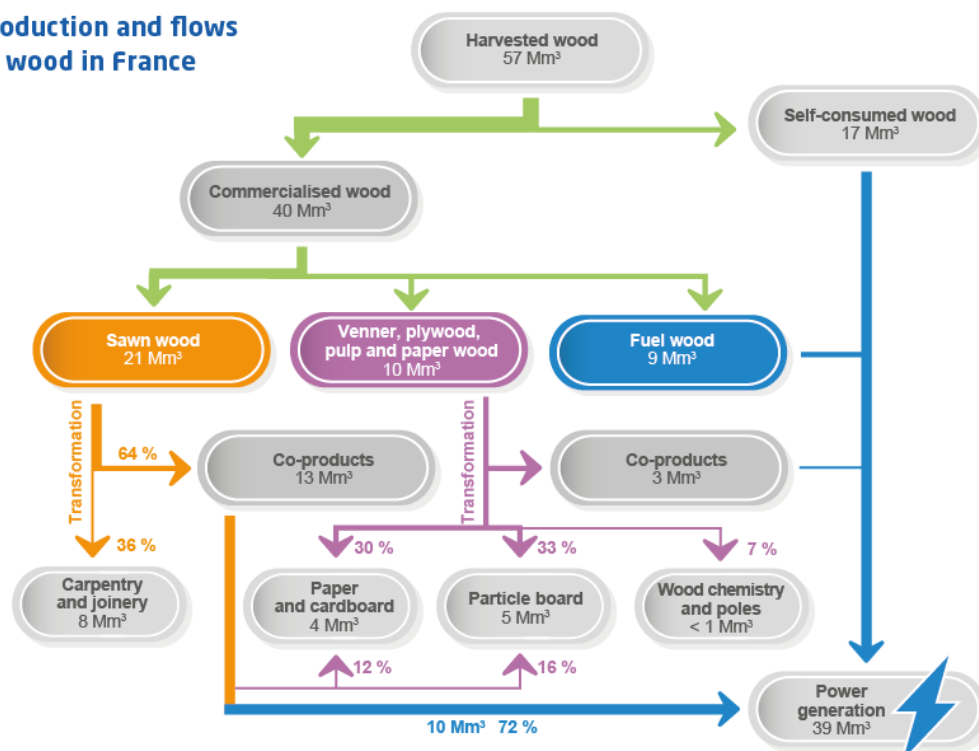 oduction and flows
wood in France
Harvested wood
57 Mm³
Self-consumed wood
17 Mm³
Commercialised wood
40 Mm³
Sawn wood
21 Mm³
Venner, plywood,
pulp and paper wood
10 Mm³
Fuel wood
9 Mm³
Transformation
64 %
Co-products
13 Mm³
Transformation
Co-products
3 Mm³
36 %
30 %
33 %
7 %
Carpentry
and joinery
8 Mm³
Paper
and cardboard
4 Mm³
Particle board
5 Mm³
Wood chemistry
and poles
< 1 Mm³
12 %
16 %
10 Mm³ 72 %
Power
generation
39 Mm³